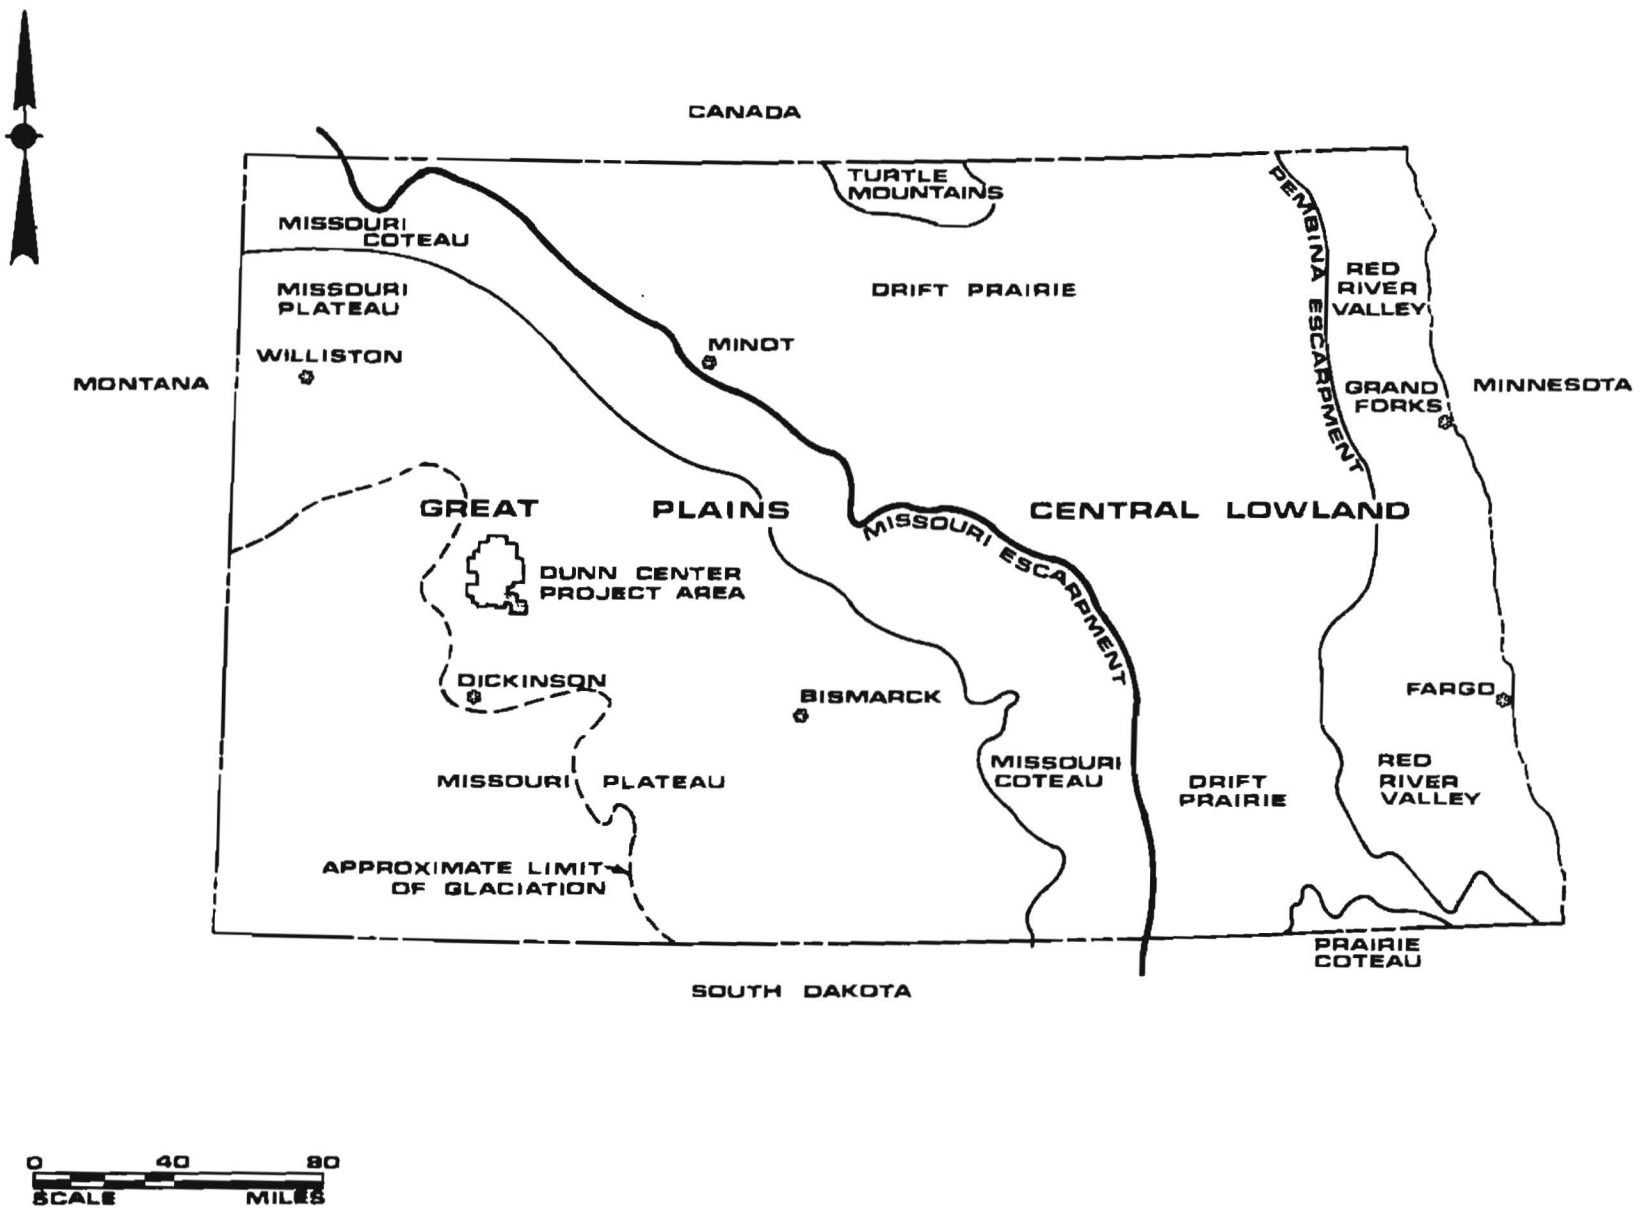 CANADA
TURTLE
MOUNTAINS
PEMBINA ESCARPMENT
MISSOURI
COTEAU
RED
RIVER
VALLEY
MISSOURI
PLATEAU
DRIFT PRAIRIE
MINOT
WILLISTON
MONTANA
GRAND
FORKS
MINNESOTA
GREAT PLAINS
CENTRAL LOWLAND
MISSOURI ESCARPMENT
DUNN CENTER
PROJECT AREA
DICKINSON
BISMARCK
FARGO
MISSOURI PLATEAU
MISSOURI
COTEAU
DRIFT
PRAIRIE
RED
RIVER
VALLEY
APPROXIMATE LIMIT
OF GLACIATION
PRAIRIE
COTEAU
SOUTH DAKOTA
0 40 80
SCALE MILES